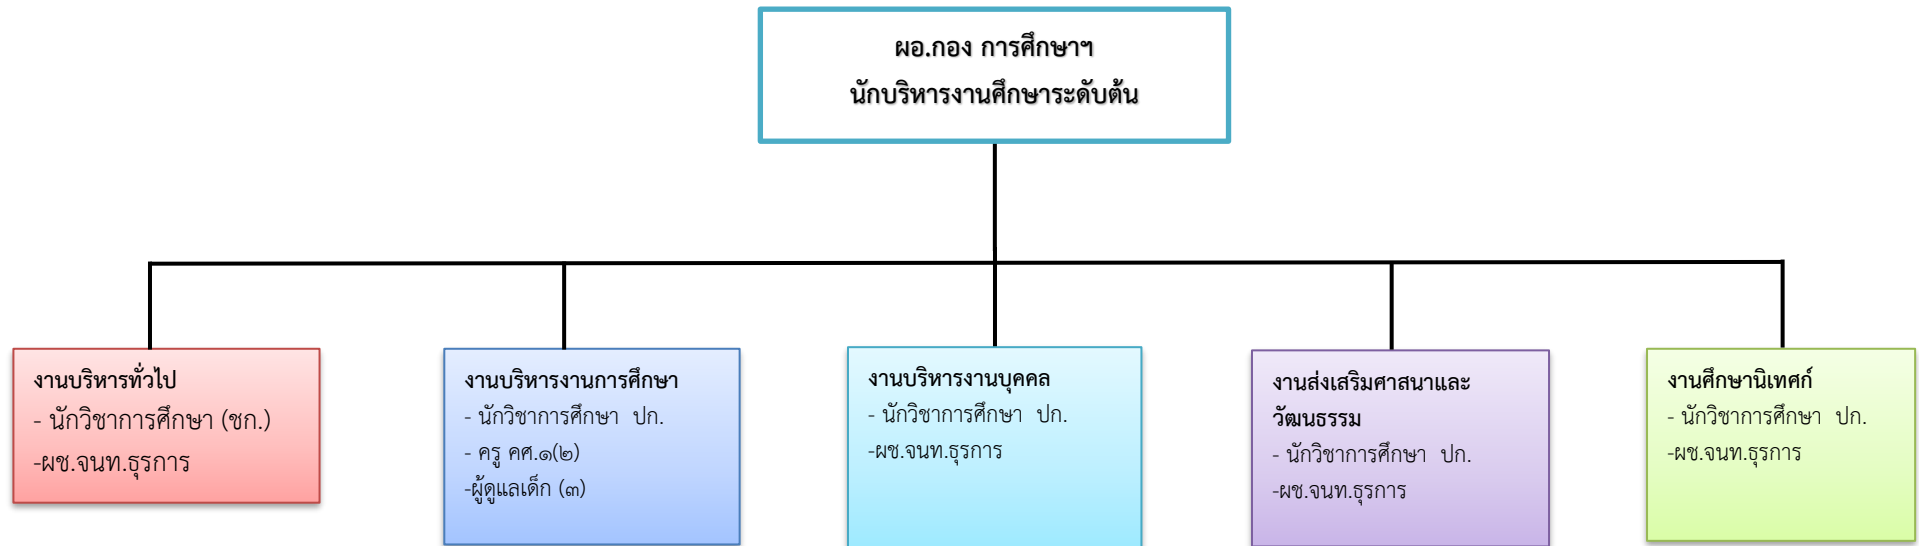 ผอ.กอง การศึกษาฯ
นักบริหารงานศึกษาระดับต้น
งานบริหารทั่วไป
- นักวิชาการศึกษา (ชก.)
-ผช.จนท.ธุรการ
งานบริหารงานการศึกษา
- นักวิชาการศึกษา ปก.
- ครู คศ.๑(๒)
-ผู้ดูแลเด็ก (๓)
งานบริหารงานบุคคล
- นักวิชาการศึกษา ปก.
-ผช.จนท.ธุรการ
งานส่งเสริมศาสนาและ
วัฒนธรรม
- นักวิชาการศึกษา ปก.
-ผช.จนท.ธุรการ
งานศึกษานิเทศก์
- นักวิชาการศึกษา ปก.
-ผช.จนท.ธุรการ